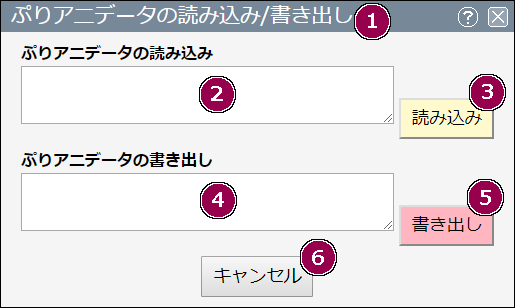 ぷりアニデータの読み込み/書き出し 1 ?
ぷりアニデータの読み込み
2
3
読み込み
ぷりアニデータの書き出し
4
5
書き出し
6
キャンセル